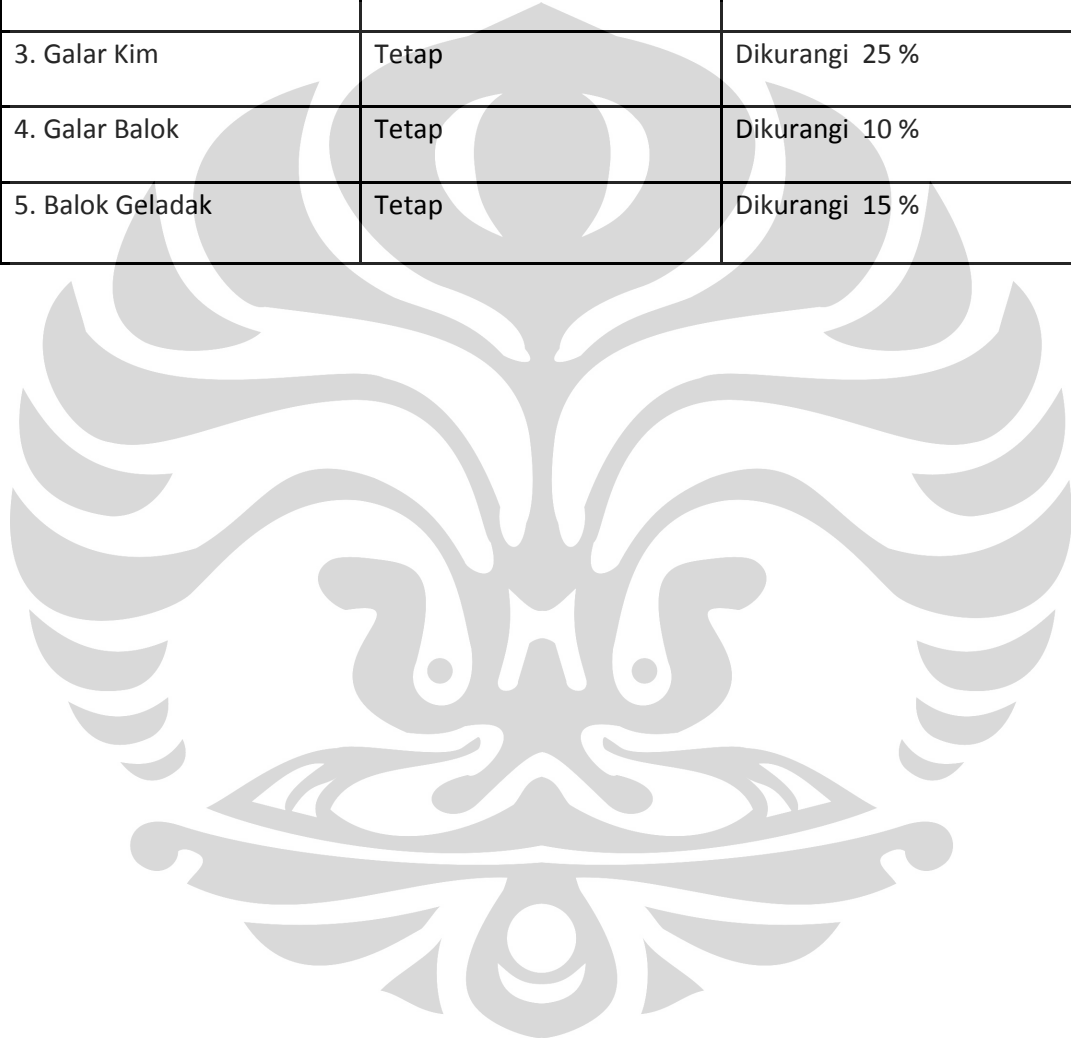 3. Galar Kim Tetap Dikurangi 25 %
4. Galar Balok Tetap Dikurangi 10 %
5. Balok Geladak Tetap Dikurangi 15 %